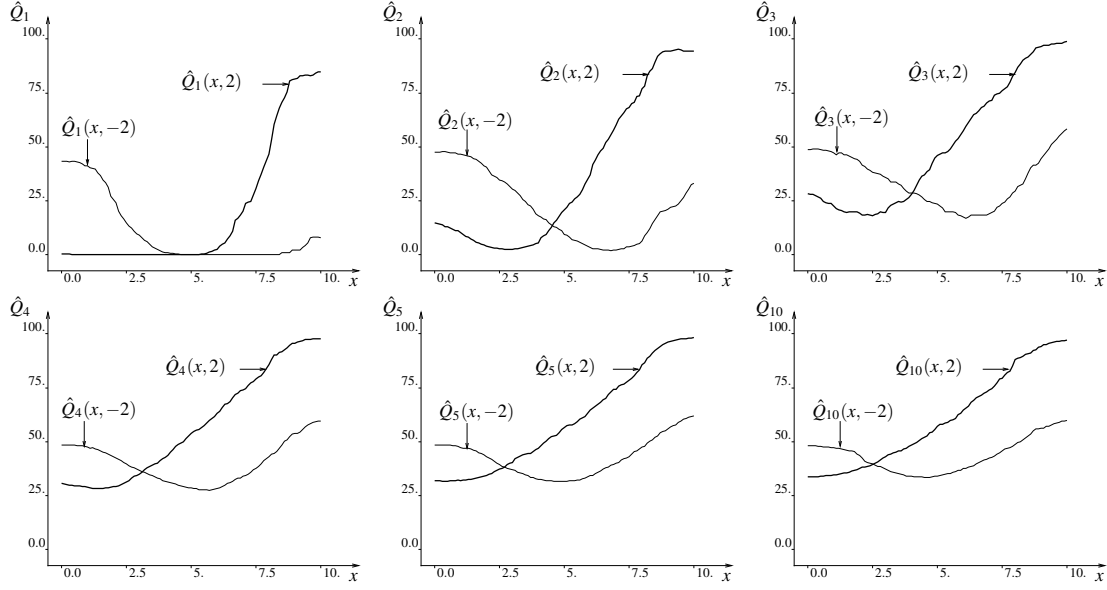 Q̂1 Q̂2 Q̂3
100. 100. 100.
Q̂1(x,2) Q̂2(x,2) Q̂3(x,2)
75. 75. 75.
Q̂1(x,−2) Q̂2(x,−2) Q̂3(x,−2)
50. 50. 50.
25. 25. 25.
0.0 0.0 0.0
0.0 2.5 5. 7.5 10. x 0.0 2.5 5. 7.5 10. x 0.0 2.5 5. 7.5 10. x
Q̂4 Q̂5 Q̂10
100. 100. 100.
Q̂4(x,2) Q̂5(x,2) Q̂10(x,2)
75. 75. 75.
Q̂4(x,−2) Q̂5(x,−2) Q̂10(x,−2)
50. 50. 50.
25. 25. 25.
0.0 0.0 0.0
0.0 2.5 5. 7.5 10. x 0.0 2.5 5. 7.5 10. x 0.0 2.5 5. 7.5 10. x